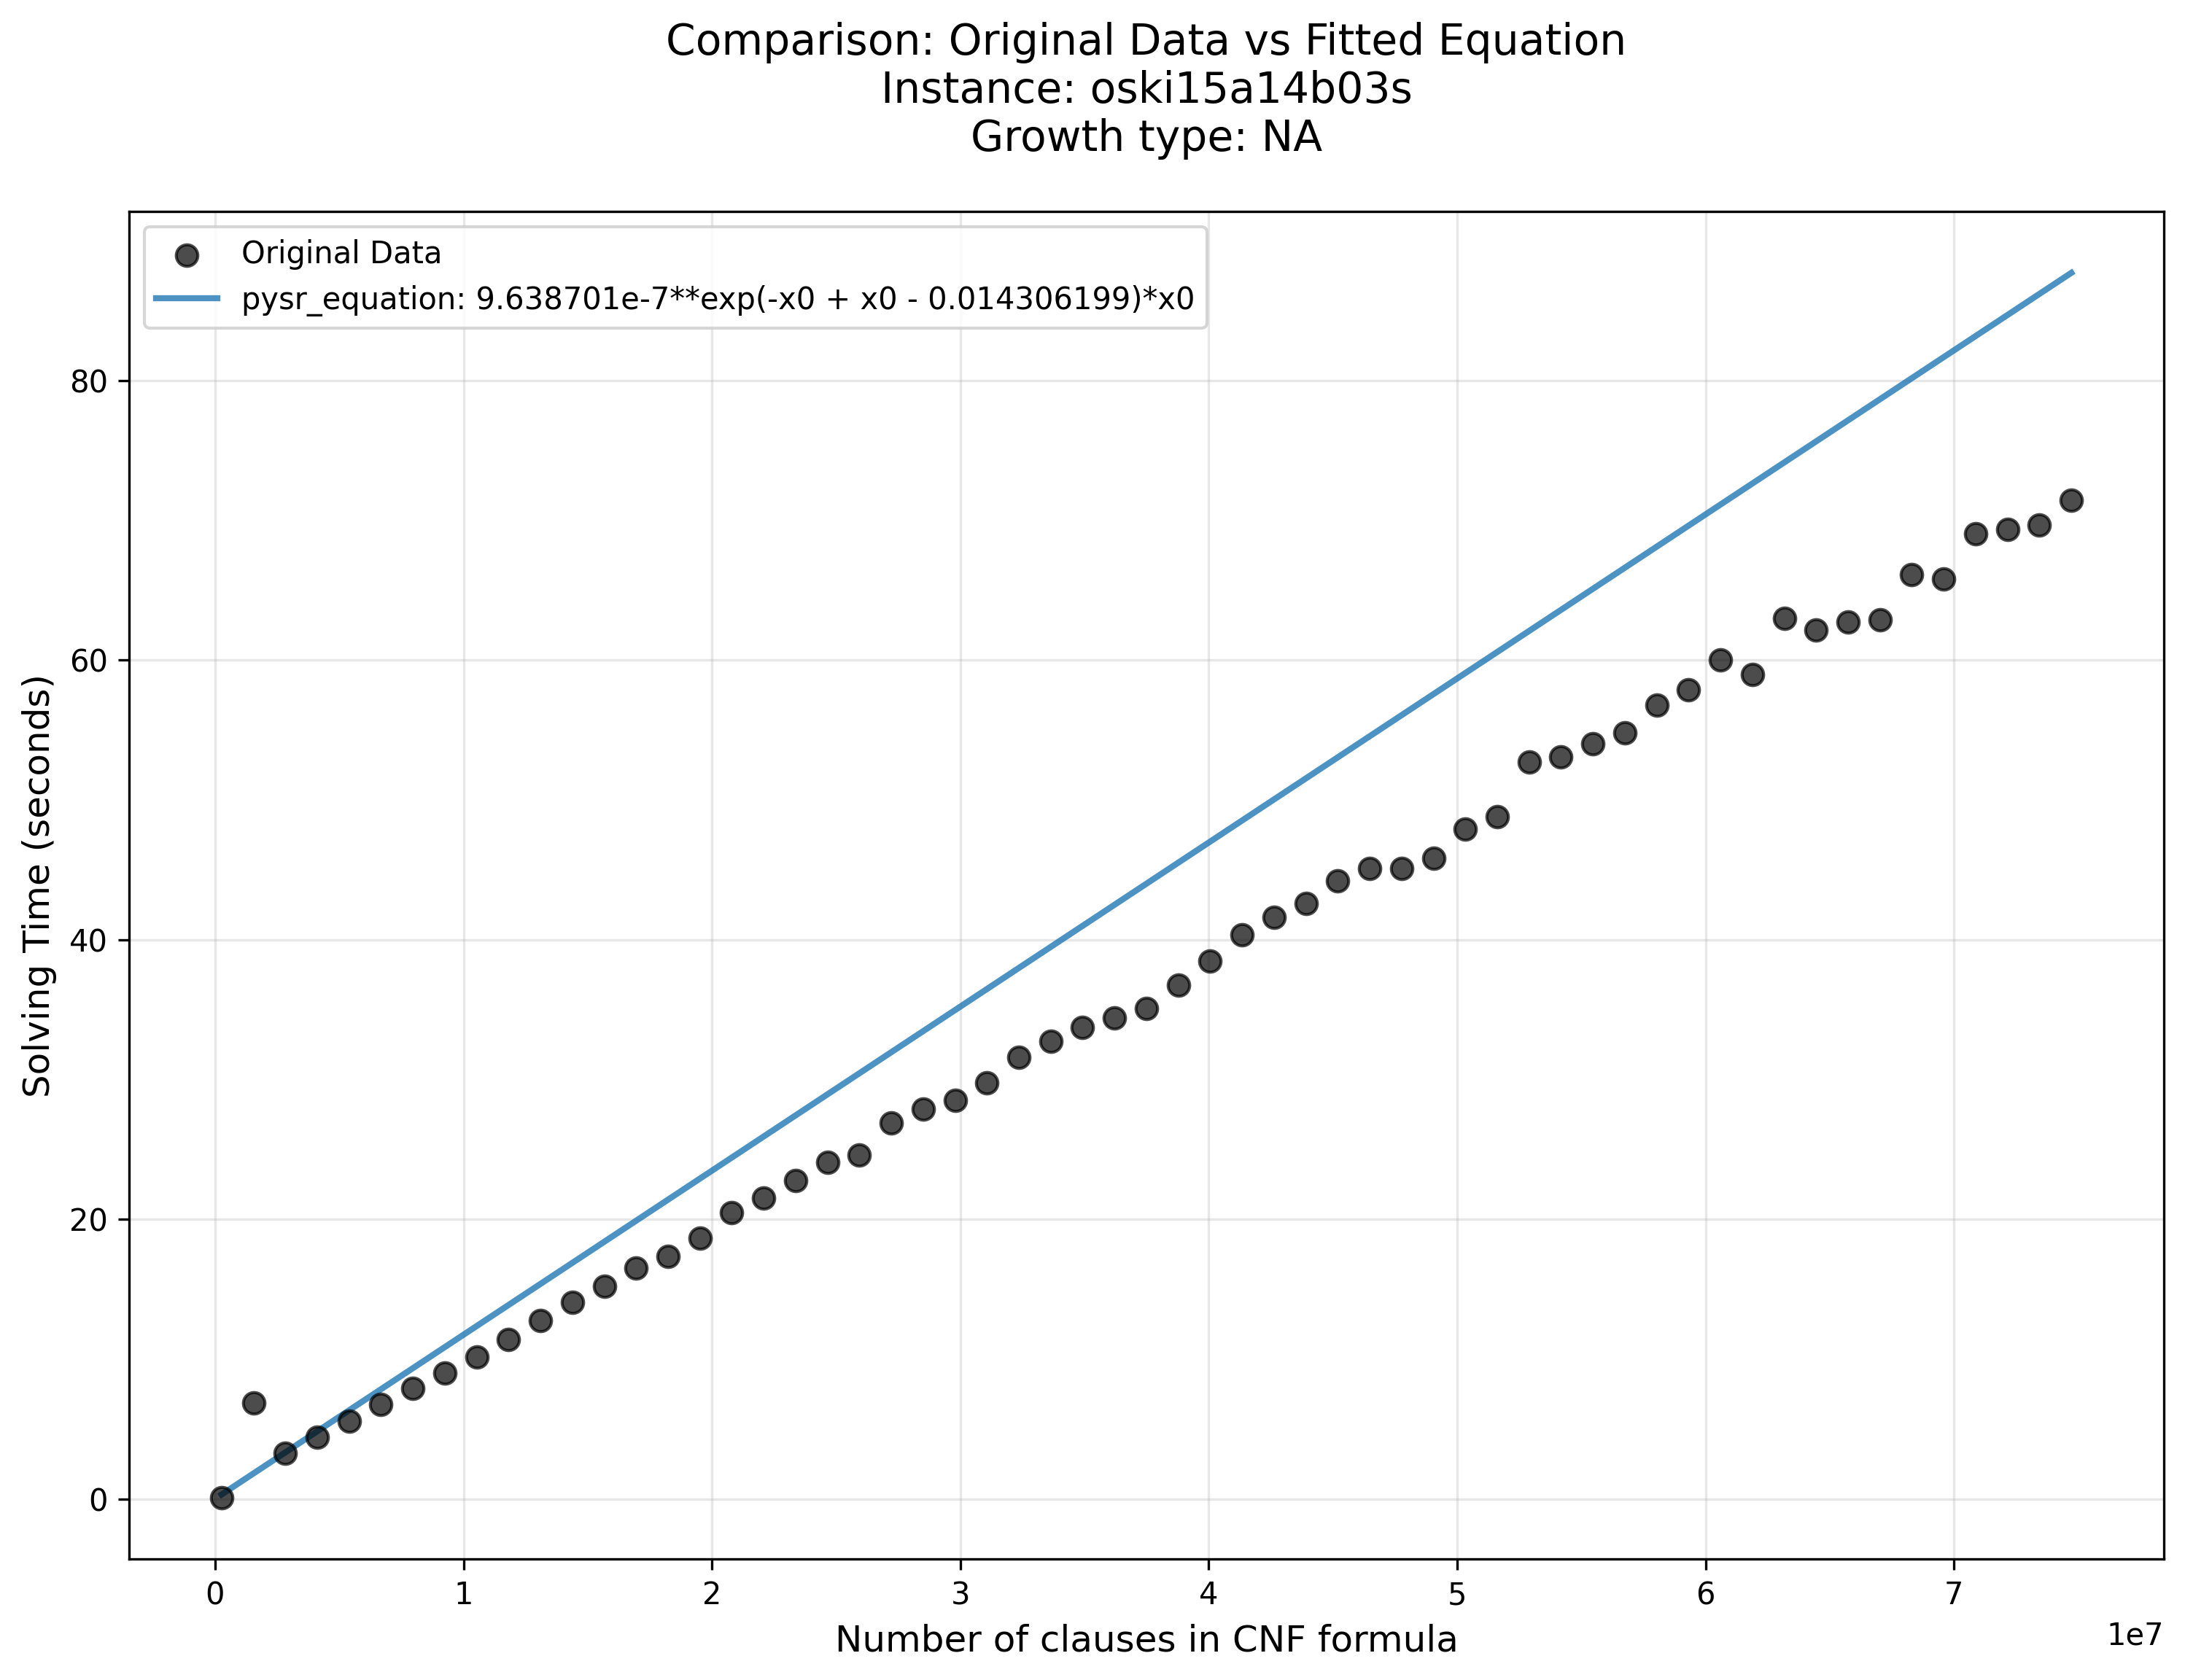 Comparison: Original Data vs Fitted Equation
Instance: oski15a14b03s
Growth type: NA
Original Data
pysr_equation: 9.638701e-7**exp(-x0 + x0 - 0.014306199)*x0
Solving Time (seconds)
80
60
40
20
0
0 1 2 3 4 5 6 7
1e7
Number of clauses in CNF formula